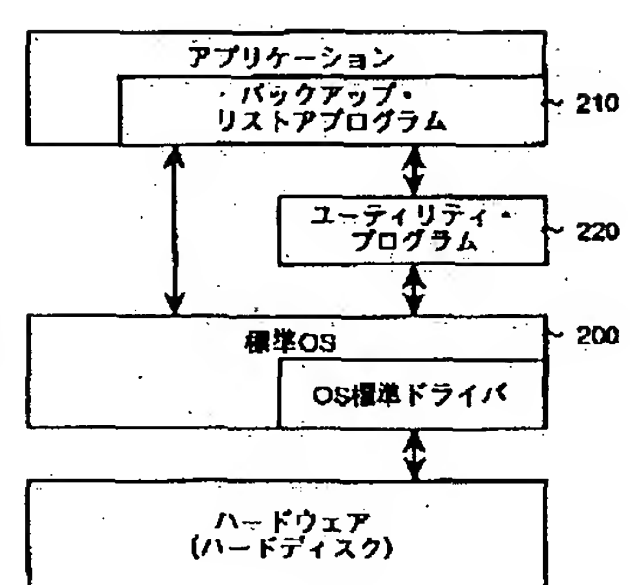 アプリケーション
バックアップ・
リストアプログラム
210
ユーティリティ・
プログラム
220
標準OS
200
OS標準ドライバ
ハードウェア
(ハードディスク)